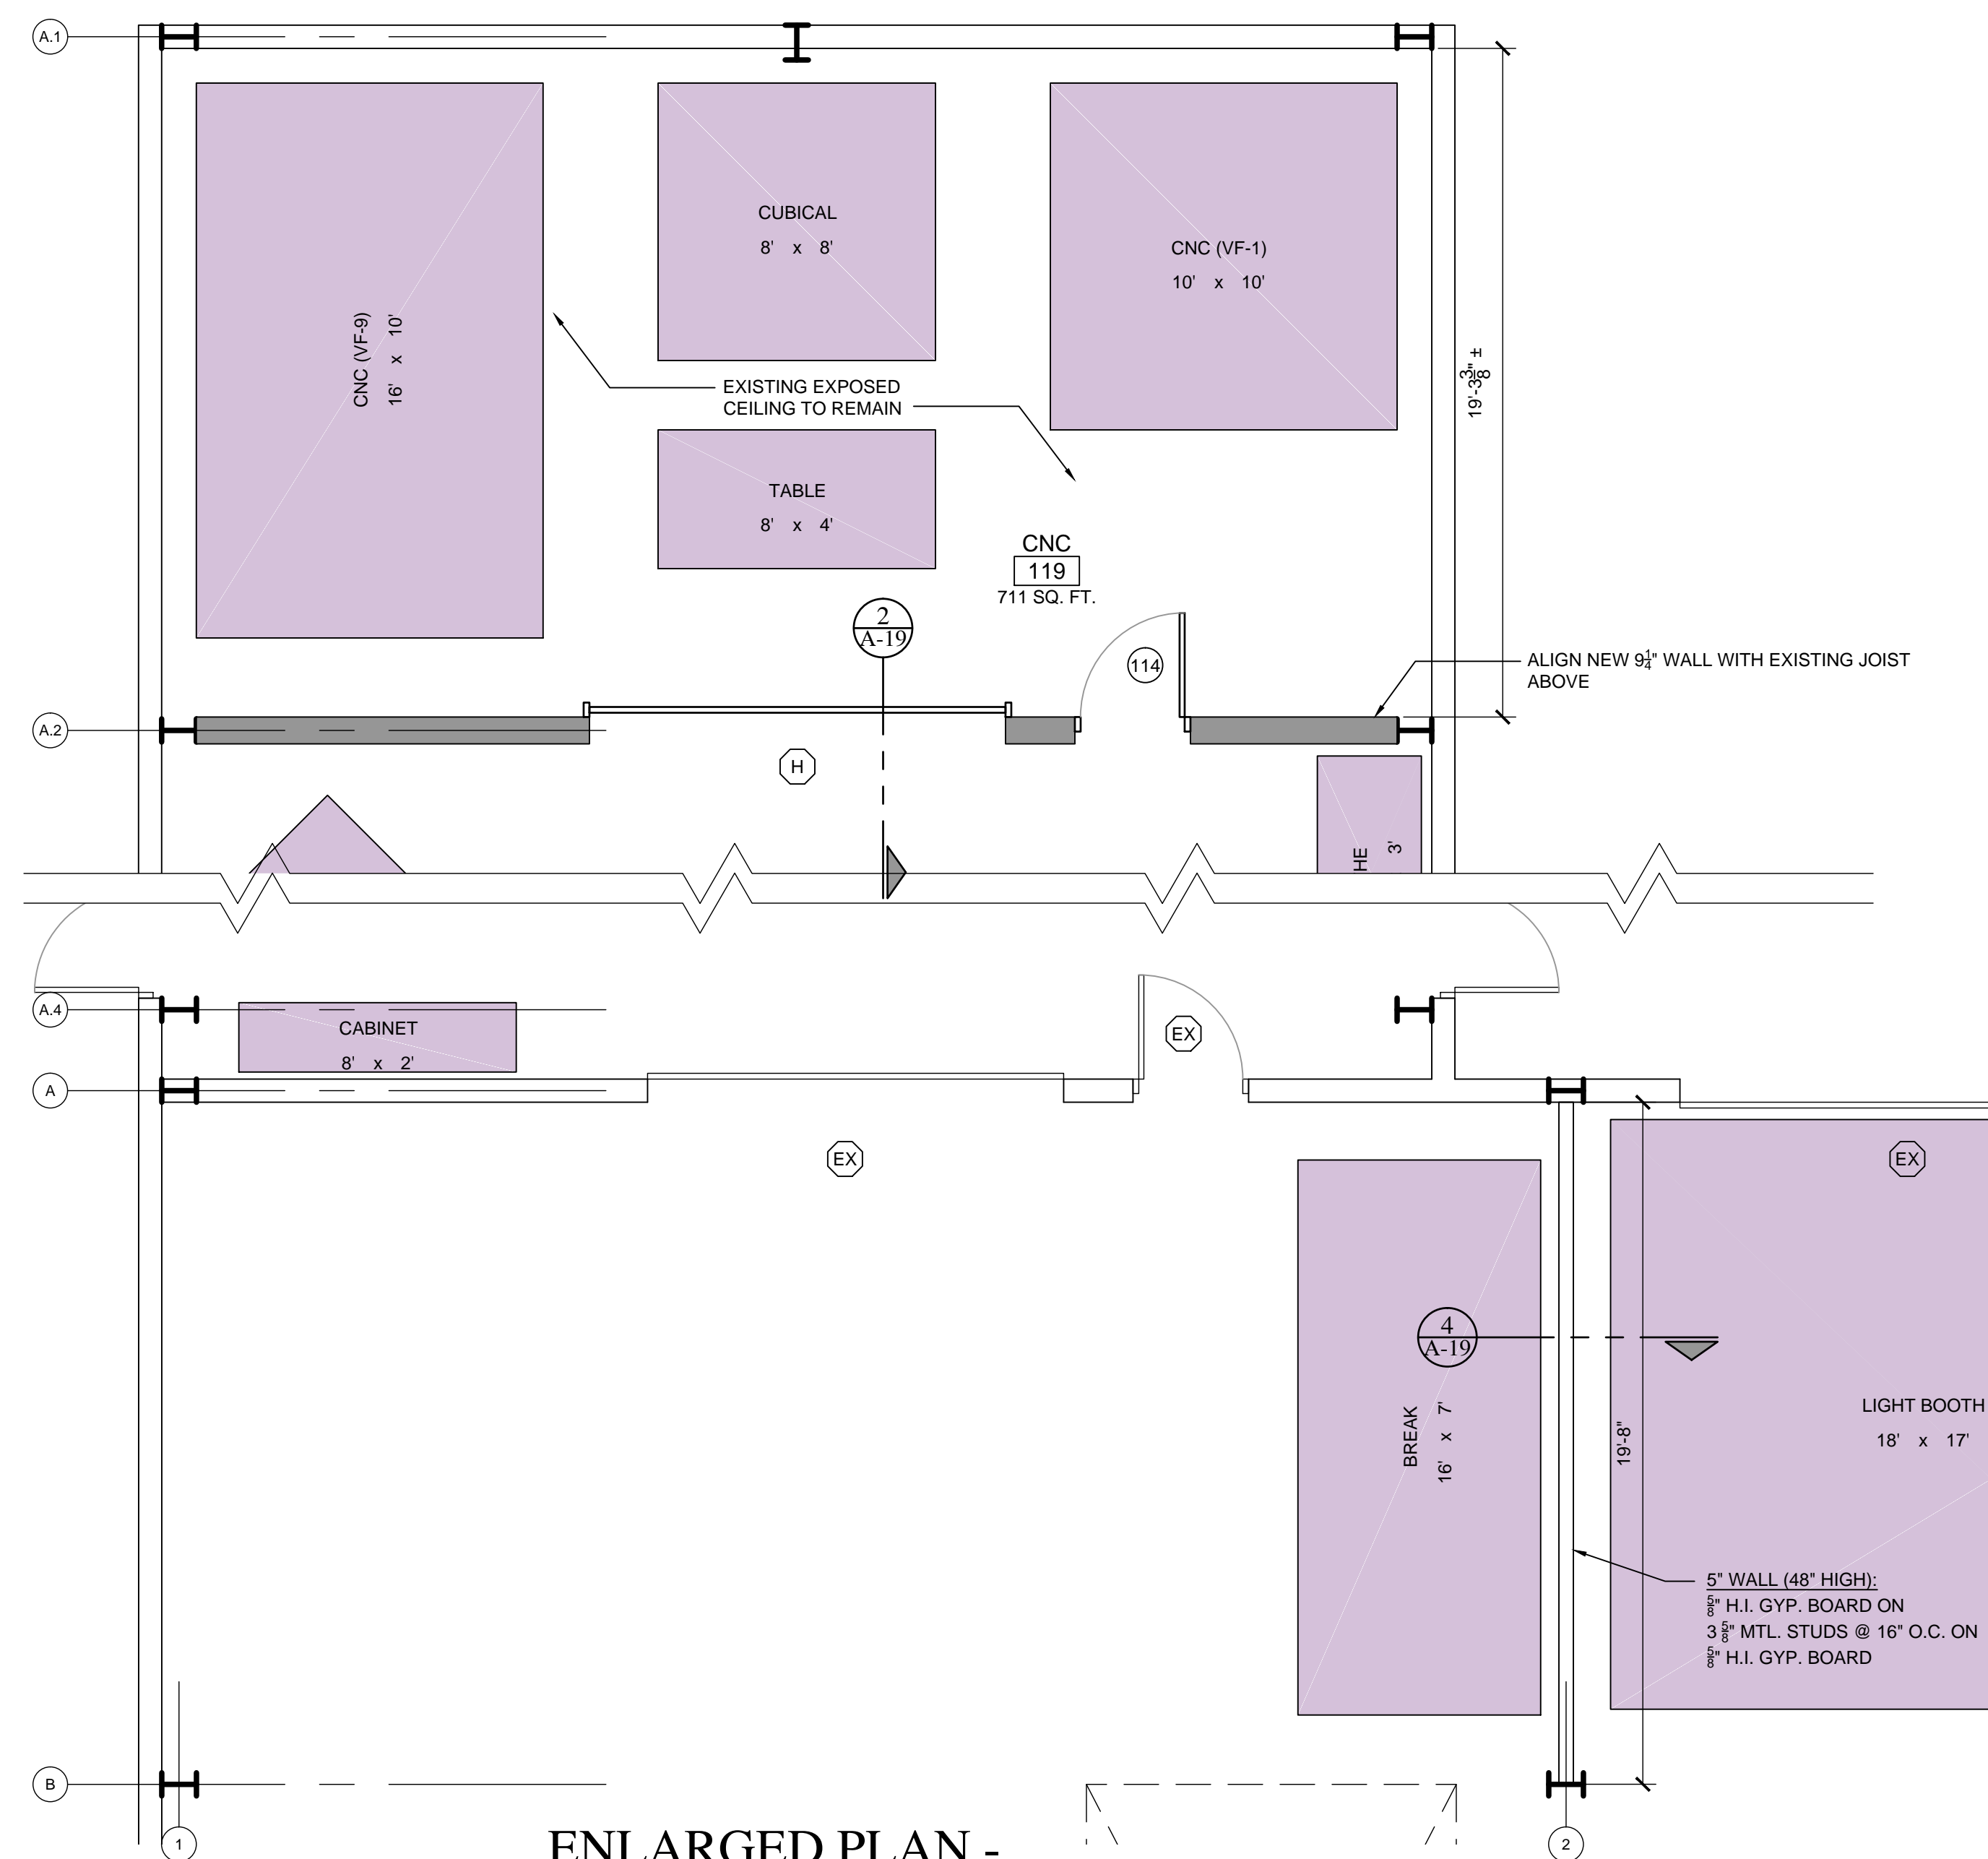 A.1
CUBICAL
8' x 8'
CNC (VF-1)
10' x 10'
CNC (VF-9)
16' x 10'
EXISTING EXPOSED
CEILING TO REMAIN
19'-3 3/8" ±
TABLE
8' x 4'
CNC
119
711 SQ. FT.
2
A-19
114
ALIGN NEW 9 1/4" WALL WITH EXISTING JOIST
ABOVE
A.2
H
HE
3'
A.4
CABINET
8' x 2'
EX
A
EX
EX
4
A-19
BREAK
16' x 7'
19'-8"
LIGHT BOOTH
18' x 17'
5" WALL (48" HIGH):
5/8" H.I. GYP. BOARD ON
3 5/8" MTL. STUDS @ 16" O.C. ON
5/8" H.I. GYP. BOARD
B
1
2
ENLARGED PLAN -